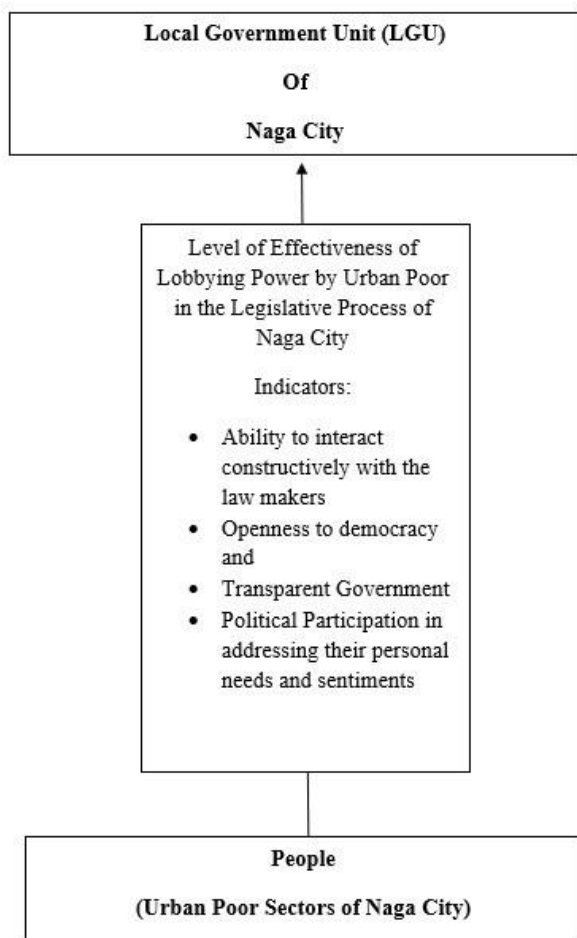 Local Government Unit (LGU)
Of
Naga City
Level of Effectiveness of
Lobbying Power by Urban Poor
in the Legislative Process of
Naga City
Indicators:
• Ability to interact
constructively with the
law makers
• Openness to democracy
and
• Transparent Government
• Political Participation in
addressing their personal
needs and sentiments
People
(Urban Poor Sectors of Naga City)